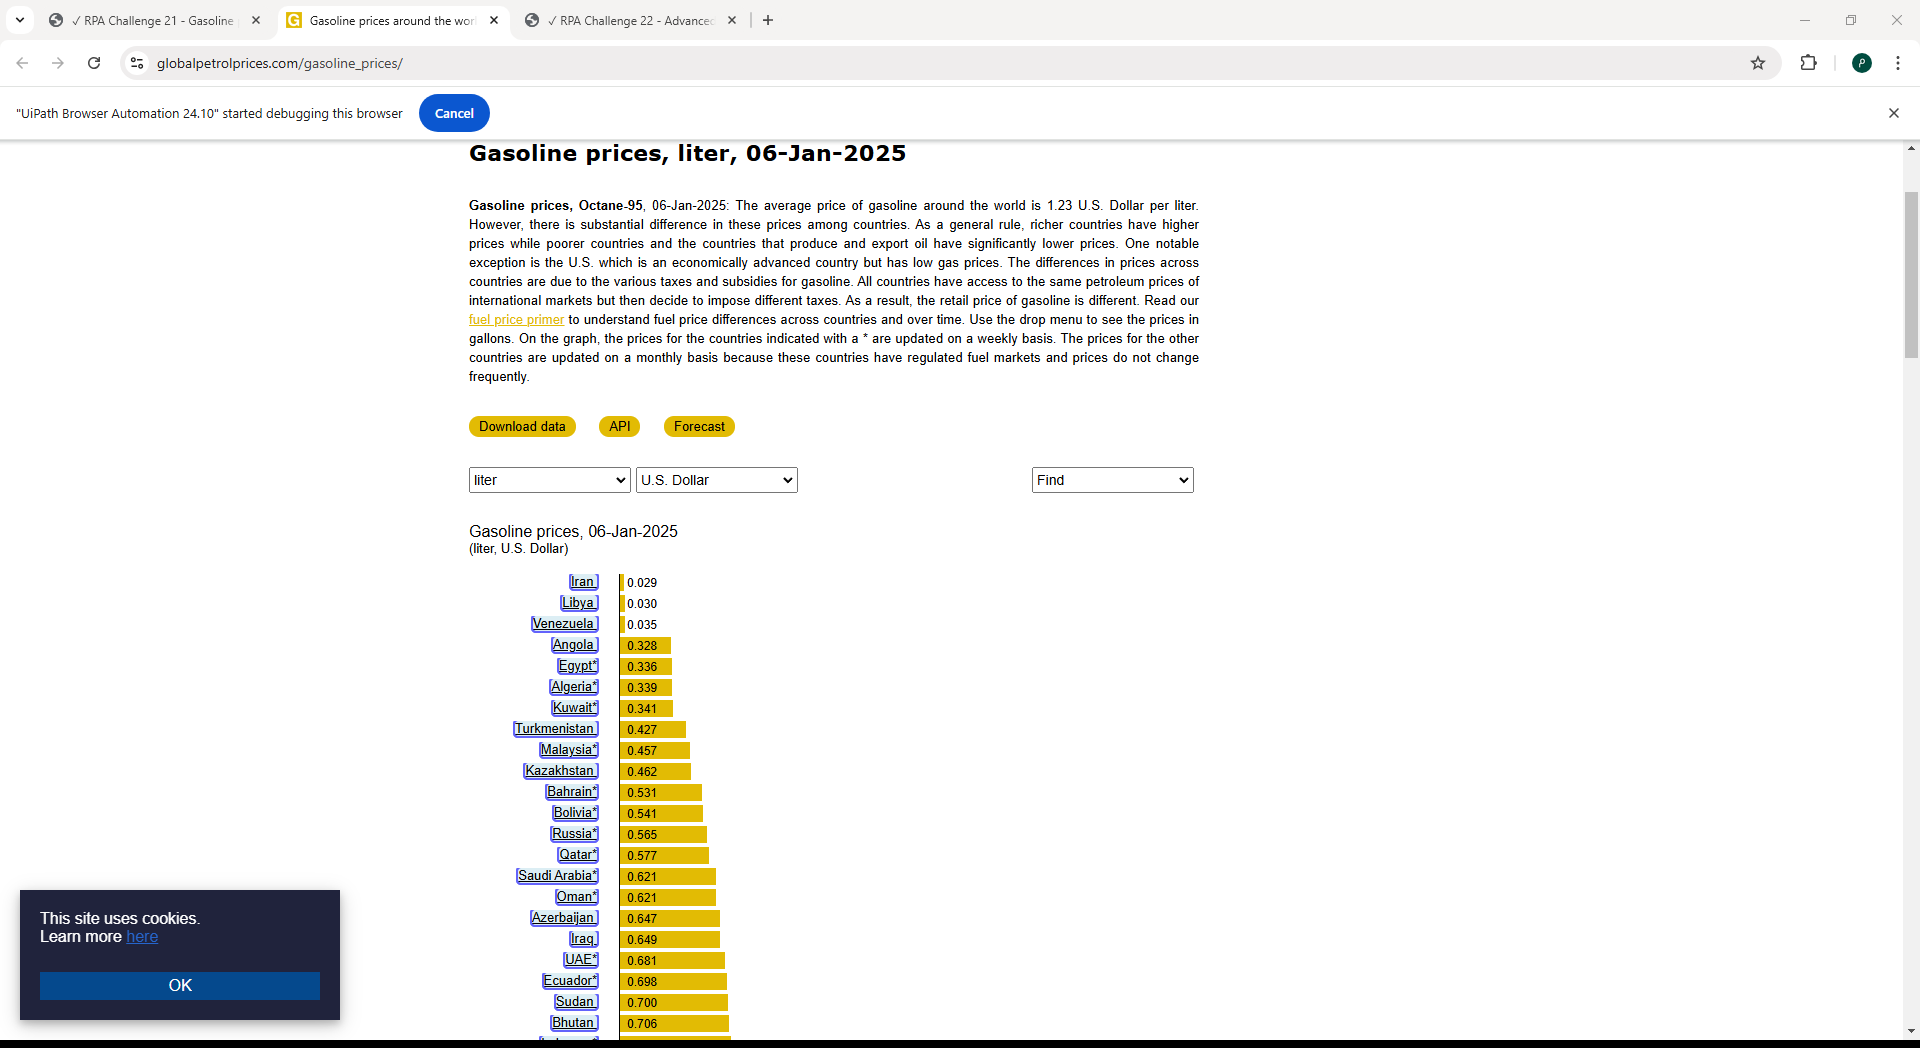 ✓ RPA Challenge 21 - Gasoline
Gasoline prices around the wor
✓ RPA Challenge 22 - Advanced
globalpetrolprices.com/gasoline_prices/
"UiPath Browser Automation 24.10" started debugging this browser
Cancel
Gasoline prices, liter, 06-Jan-2025
Gasoline prices, Octane-95, 06-Jan-2025: The average price of gasoline around the world is 1.23 U.S. Dollar per liter.
However, there is substantial difference in these prices among countries. As a general rule, richer countries have higher
prices while poorer countries and the countries that produce and export oil have significantly lower prices. One notable
exception is the U.S. which is an economically advanced country but has low gas prices. The differences in prices across
countries are due to the various taxes and subsidies for gasoline. All countries have access to the same petroleum prices of
international markets but then decide to impose different taxes. As a result, the retail price of gasoline is different. Read our
fuel price primer to understand fuel price differences across countries and over time. Use the drop menu to see the prices in
gallons. On the graph, the prices for the countries indicated with a * are updated on a weekly basis. The prices for the other
countries are updated on a monthly basis because these countries have regulated fuel markets and prices do not change
frequently.
Download data API Forecast
liter U.S. Dollar Find
Gasoline prices, 06-Jan-2025
(liter, U.S. Dollar)
Iran 0.029
Libya 0.030
Venezuela 0.035
Angola 0.328
Egypt* 0.336
Algeria* 0.339
Kuwait* 0.341
Turkmenistan 0.427
Malaysia* 0.457
Kazakhstan 0.462
Bahrain* 0.531
Bolivia* 0.541
Russia* 0.565
Qatar* 0.577
Saudi Arabia* 0.621
Oman* 0.621
Azerbaijan 0.647
Iraq 0.649
UAE* 0.681
Ecuador* 0.698
Sudan 0.700
Bhutan 0.706
This site uses cookies.
Learn more here
OK